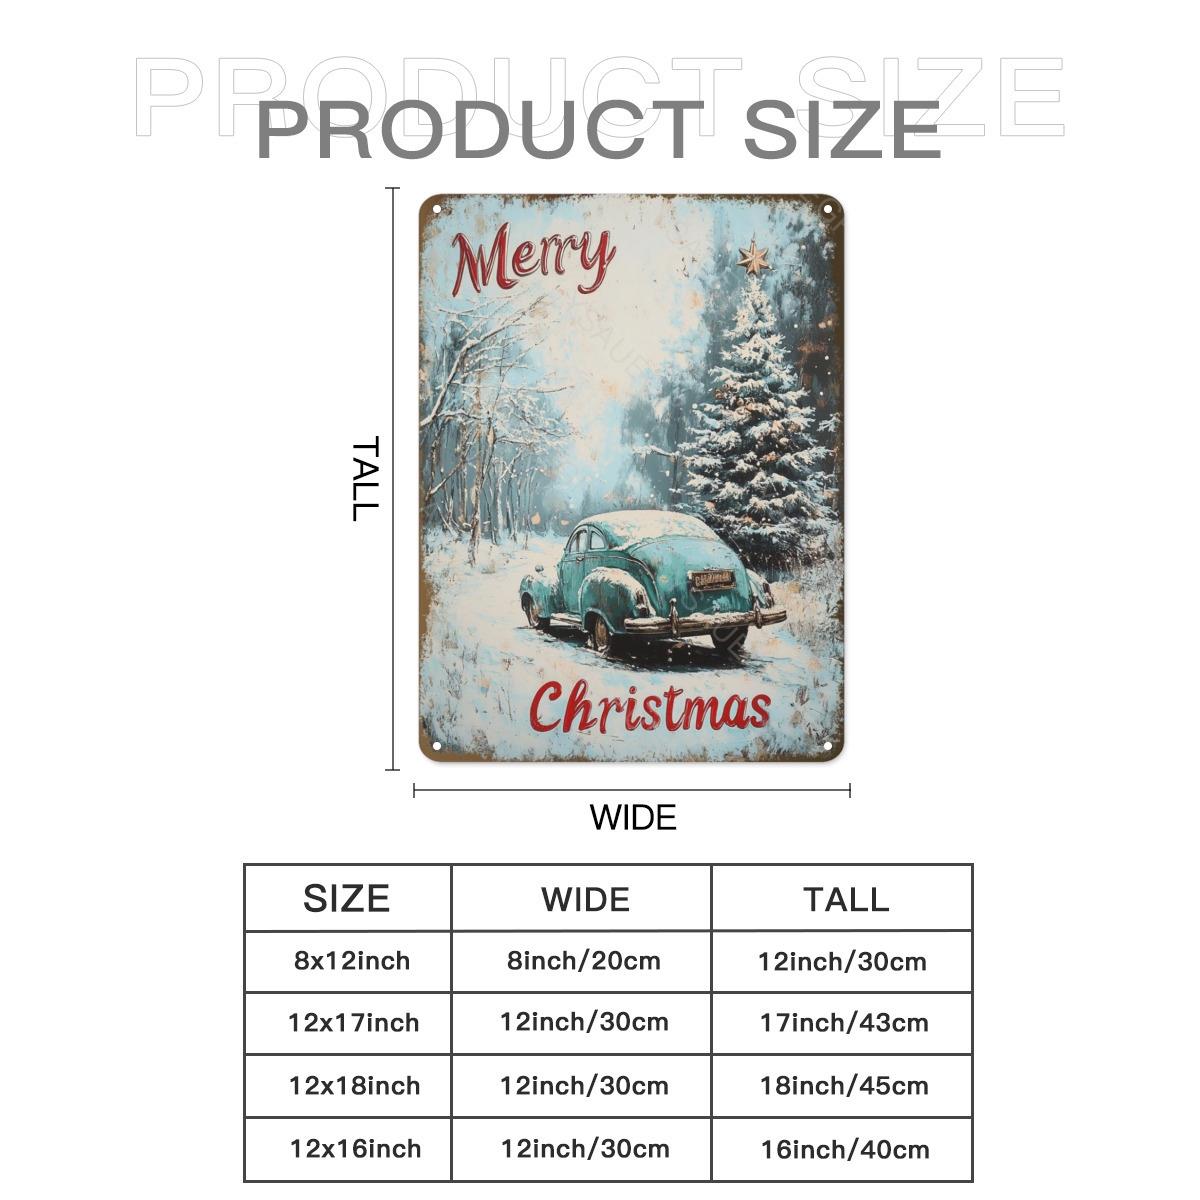 PRODUCT SIZE
PRODUCT SIZE
Merry
TALL
Christmas
WIDE
SIZE WIDE TALL
8x12inch 8inch/20cm 12inch/30cm
12x17inch 12inch/30cm 17inch/43cm
12x18inch 12inch/30cm 18inch/45cm
12x16inch 12inch/30cm 16inch/40cm